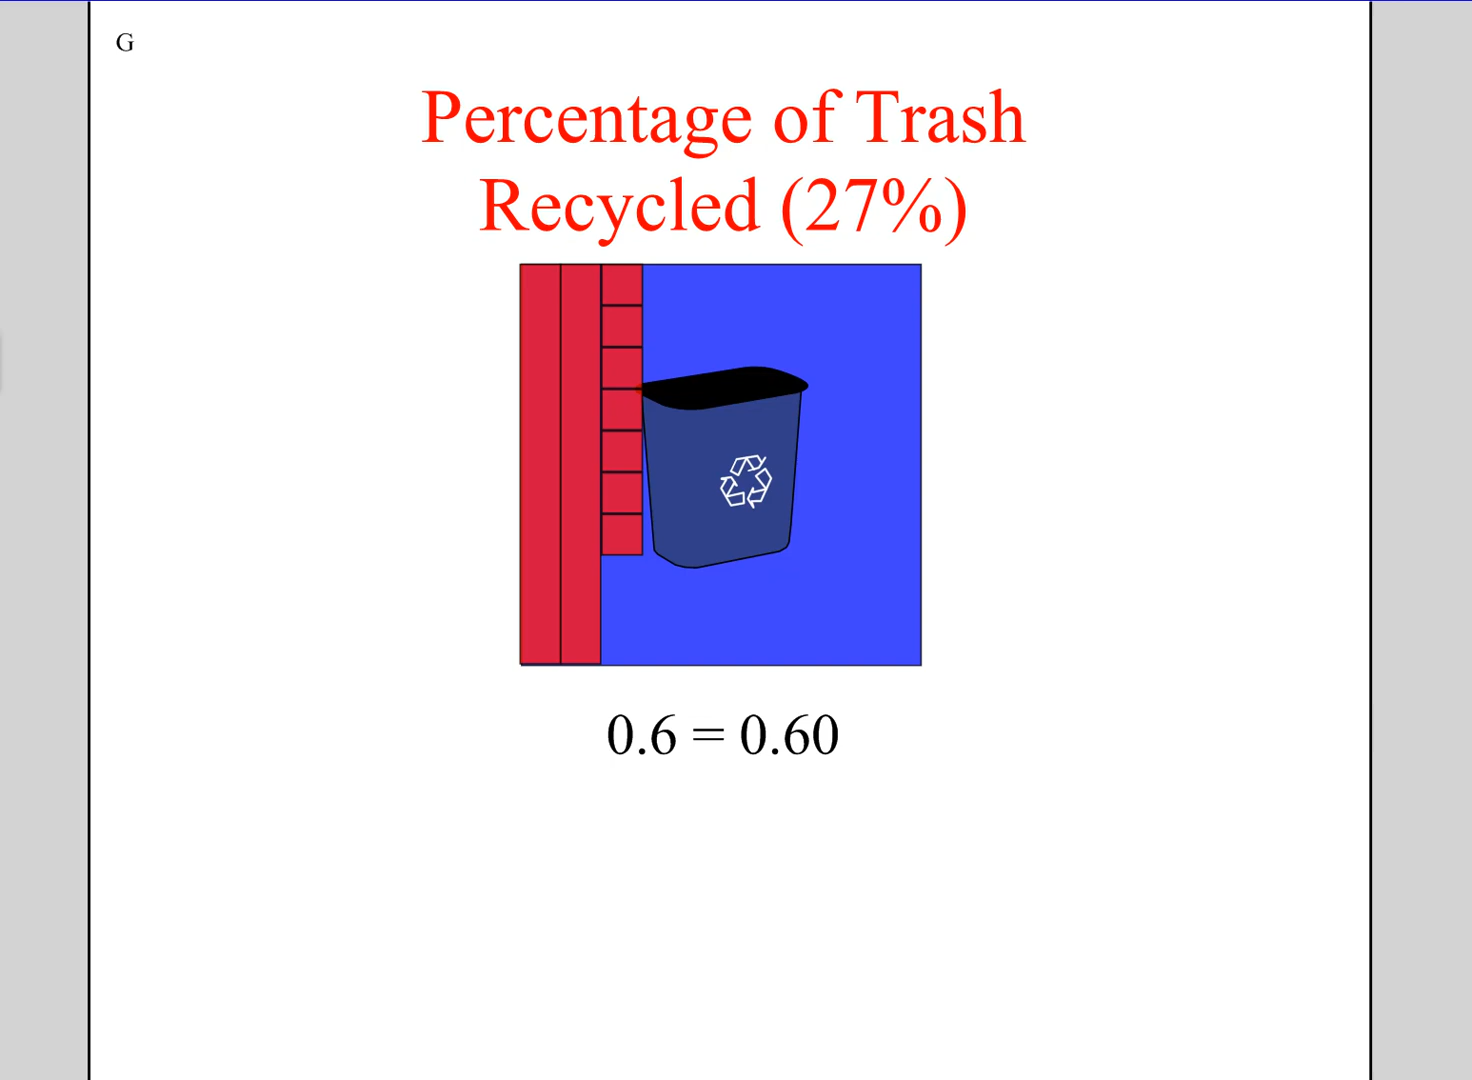 G
Percentage of Trash
Recycled (27%)
0.6 = 0.60